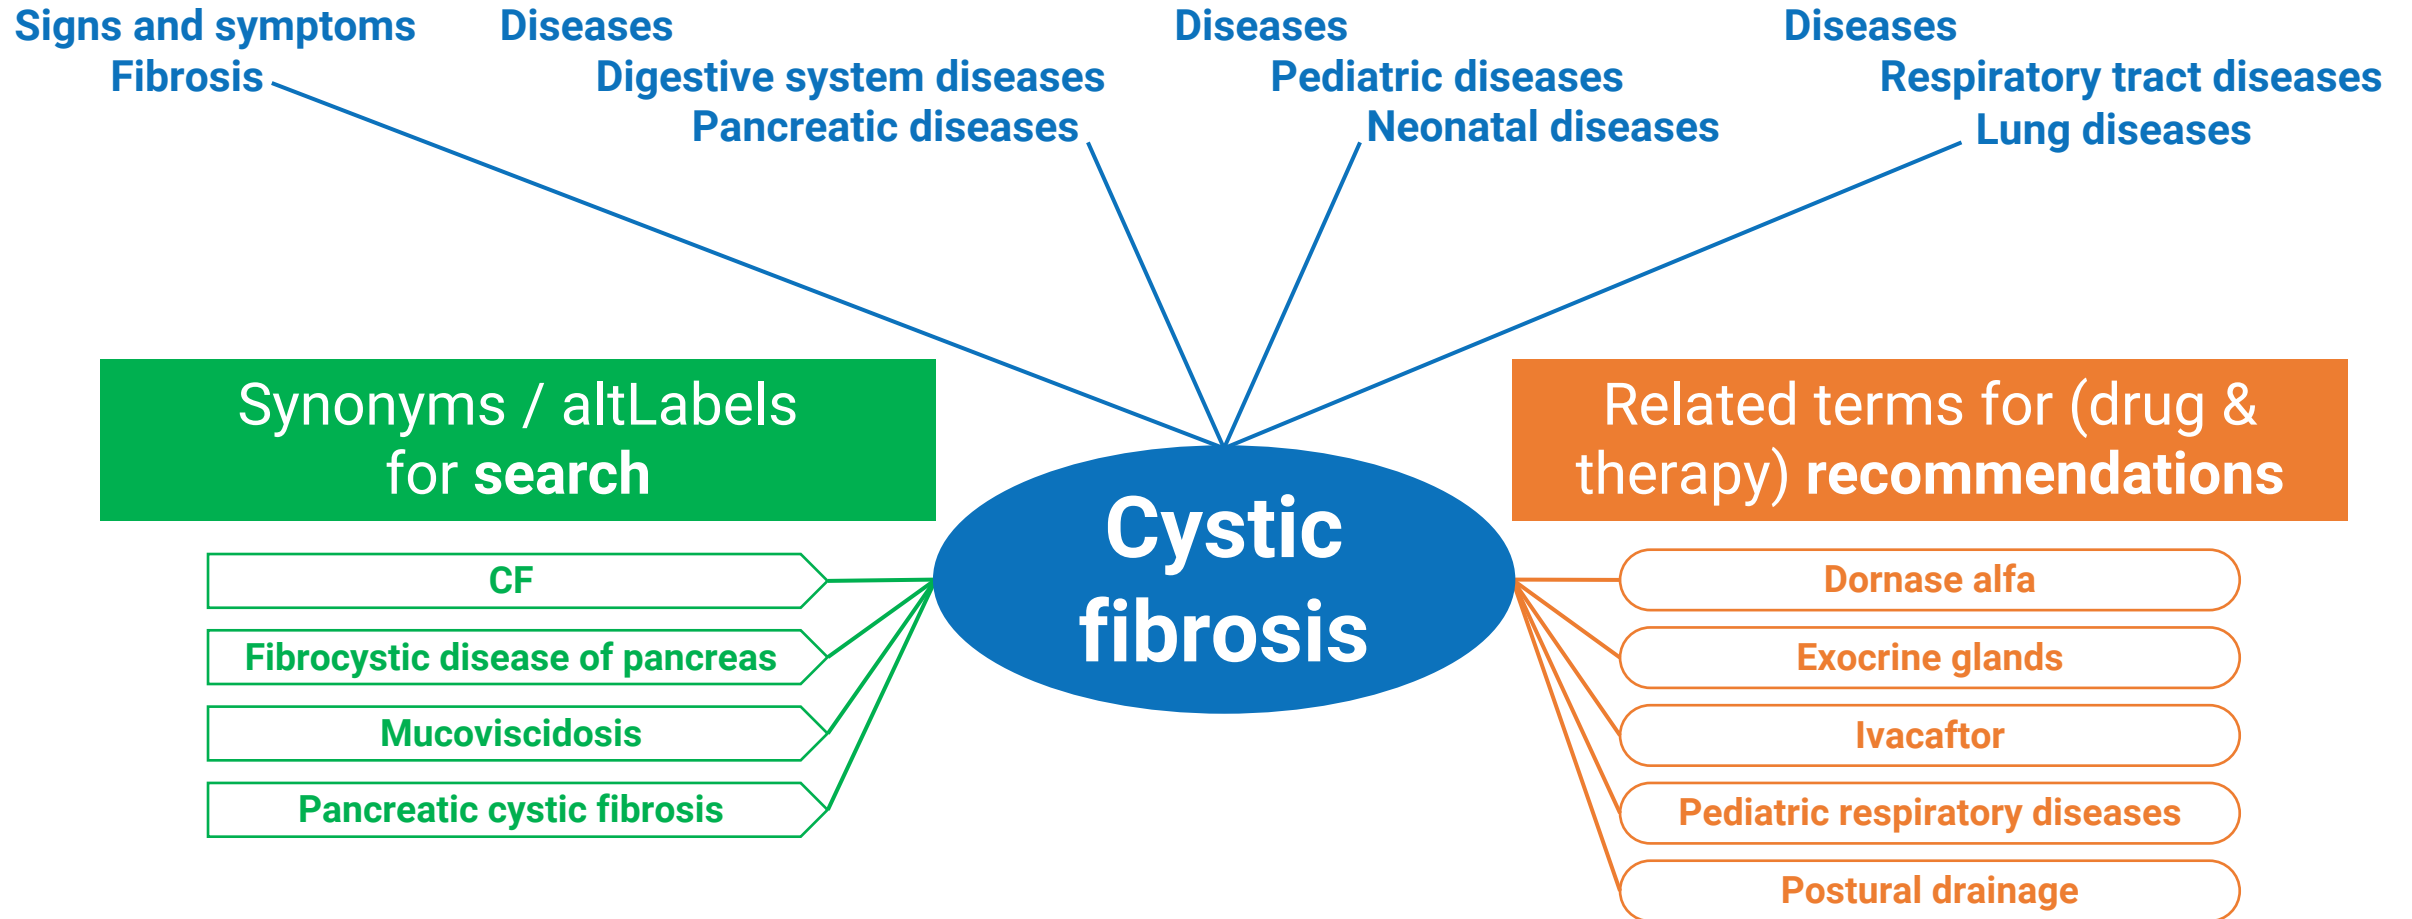 Signs and symptoms
Fibrosis
Diseases
Digestive system diseases
Pancreatic diseases
Diseases
Pediatric diseases
Neonatal diseases
Diseases
Respiratory tract diseases
Lung diseases
Synonyms / altLabels
for search
CF
Fibrocystic disease of pancreas
Mucoviscidosis
Pancreatic cystic fibrosis
Cystic
fibrosis
Related terms for (drug &
therapy) recommendations
Dornase alfa
Exocrine glands
Ivacaftor
Pediatric respiratory diseases
Postural drainage